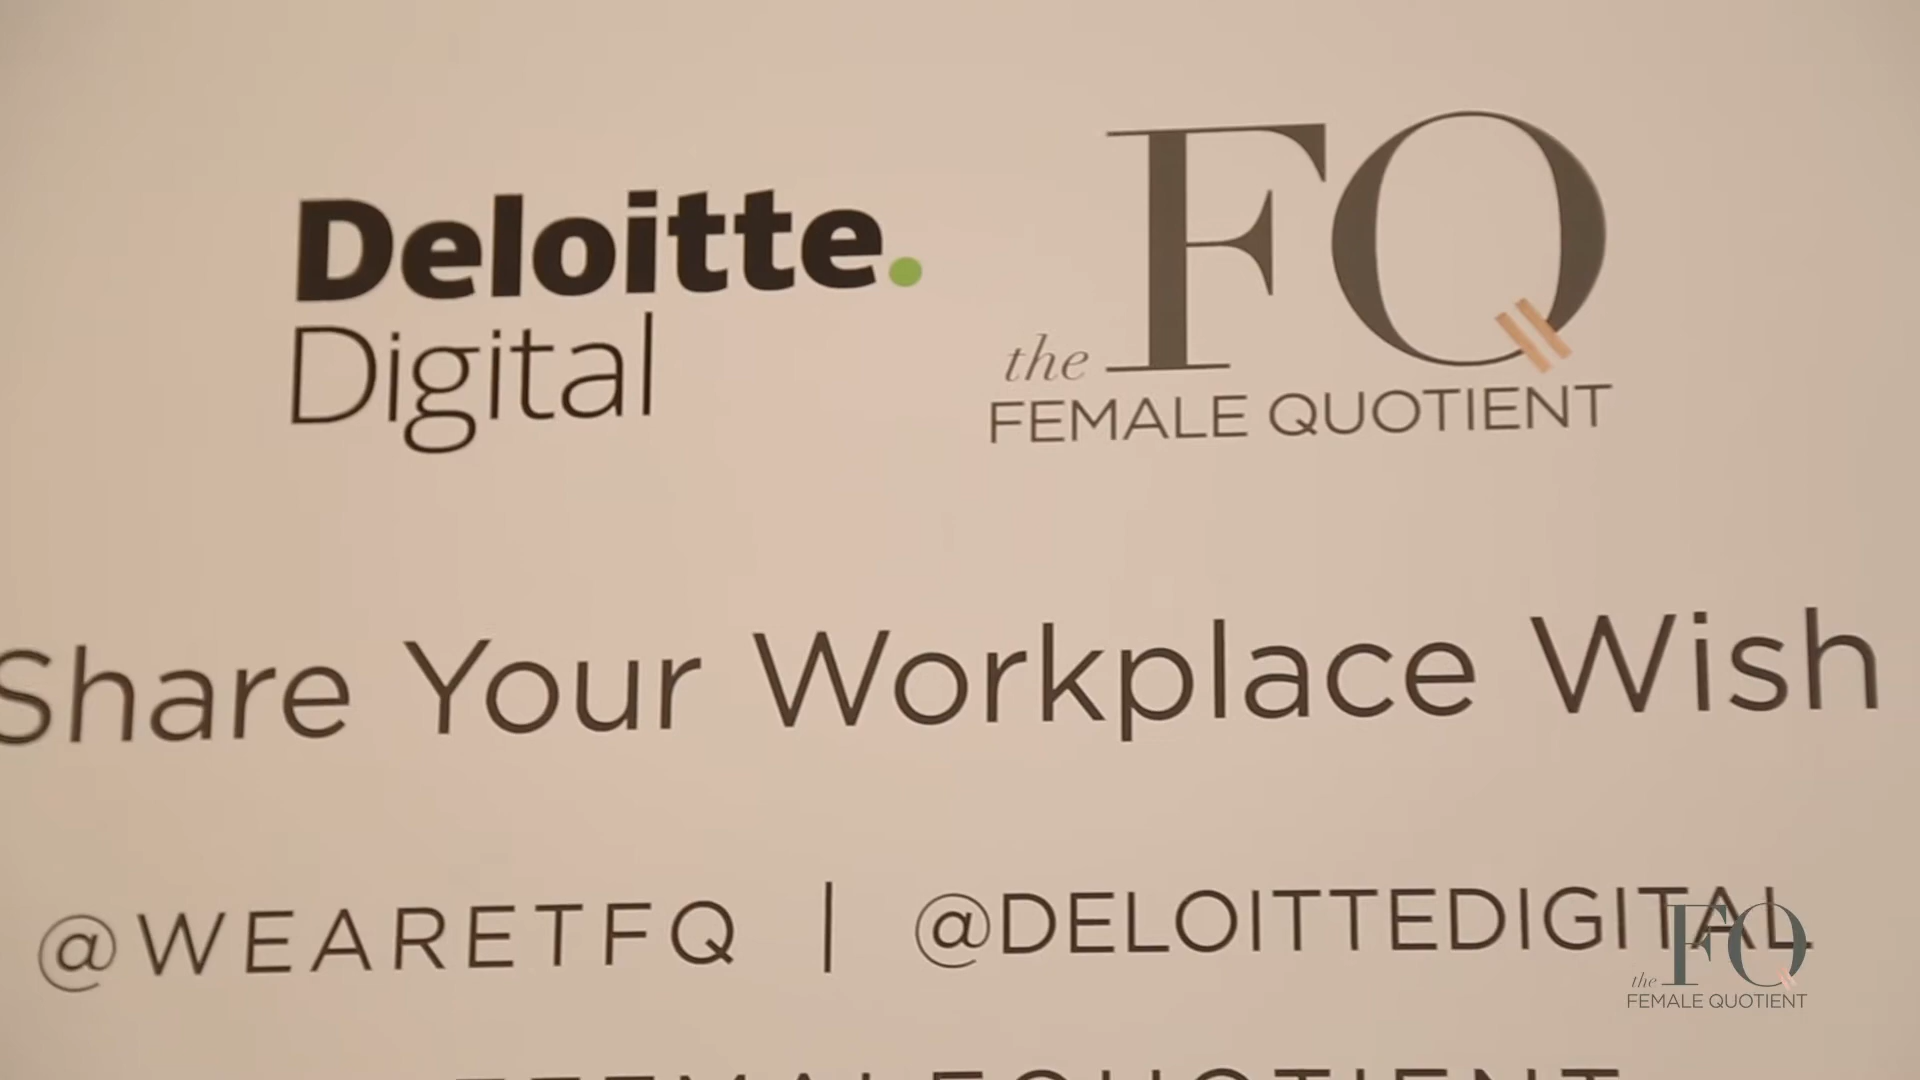 Deloitte.
Digital
FQ
the
FEMALE QUOTIENT
Share Your Workplace Wish
@WEARETFQ | @DELOITTEDIGITAL
FQ
the
FEMALE QUOTIENT